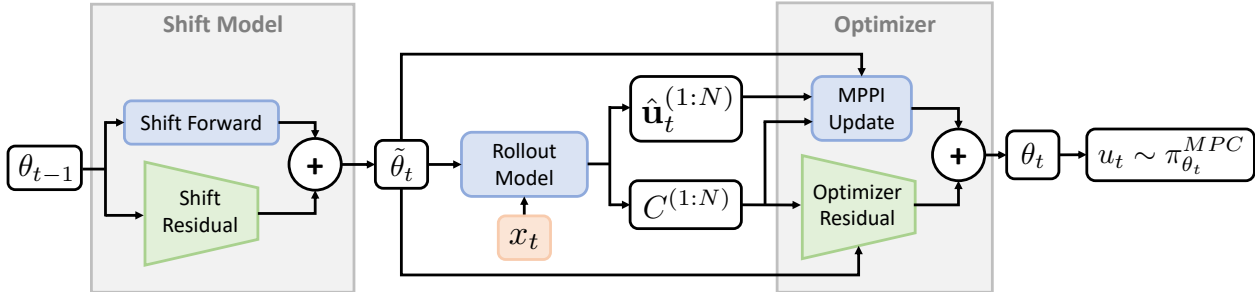 Shift Model
Optimizer
θ_{t−1}
Shift Forward
Shift
Residual
+
θ̃_t
Rollout
Model
x_t
û_t^{(1:N)}
C^{(1:N)}
MPPI
Update
Optimizer
Residual
+
θ_t
u_t ∼ π_{θ_t}^{MPC}